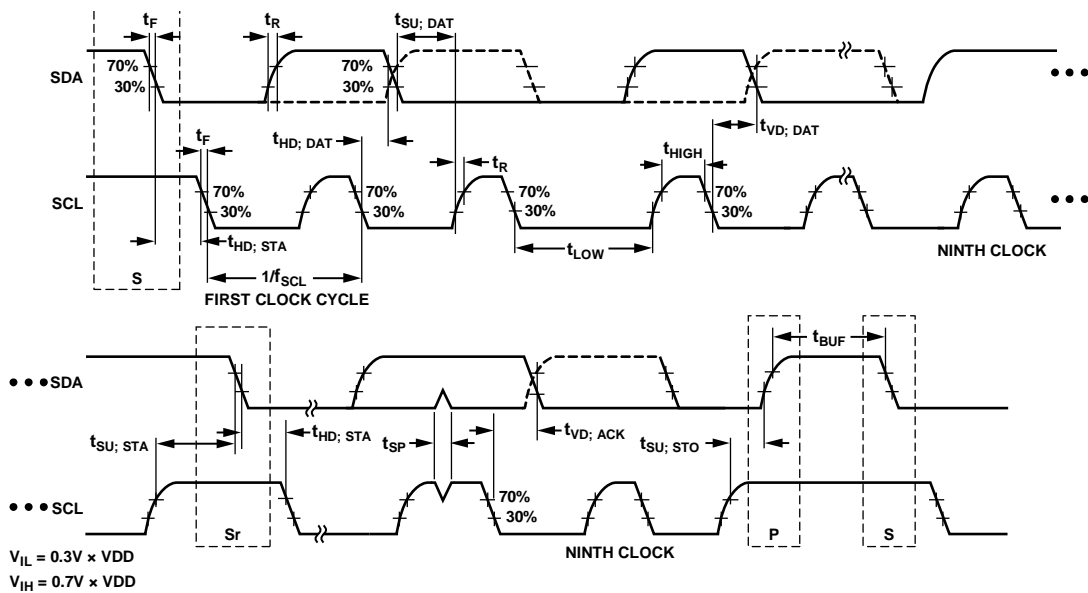 tF
tR
tSU; DAT
SDA
70%
30%
70%
30%
tHD; DAT
tVD; DAT
tF
tR
tHIGH
SCL
70%
30%
70%
30%
70%
30%
tHD; STA
tLOW
NINTH CLOCK
S
1/fSCL
FIRST CLOCK CYCLE
tBUF
●●●SDA
tSU; STA
tHD; STA
tSP
tVD; ACK
tSU; STO
●●●SCL
70%
30%
Sr
NINTH CLOCK
P
S
VIL = 0.3V × VDD
VIH = 0.7V × VDD